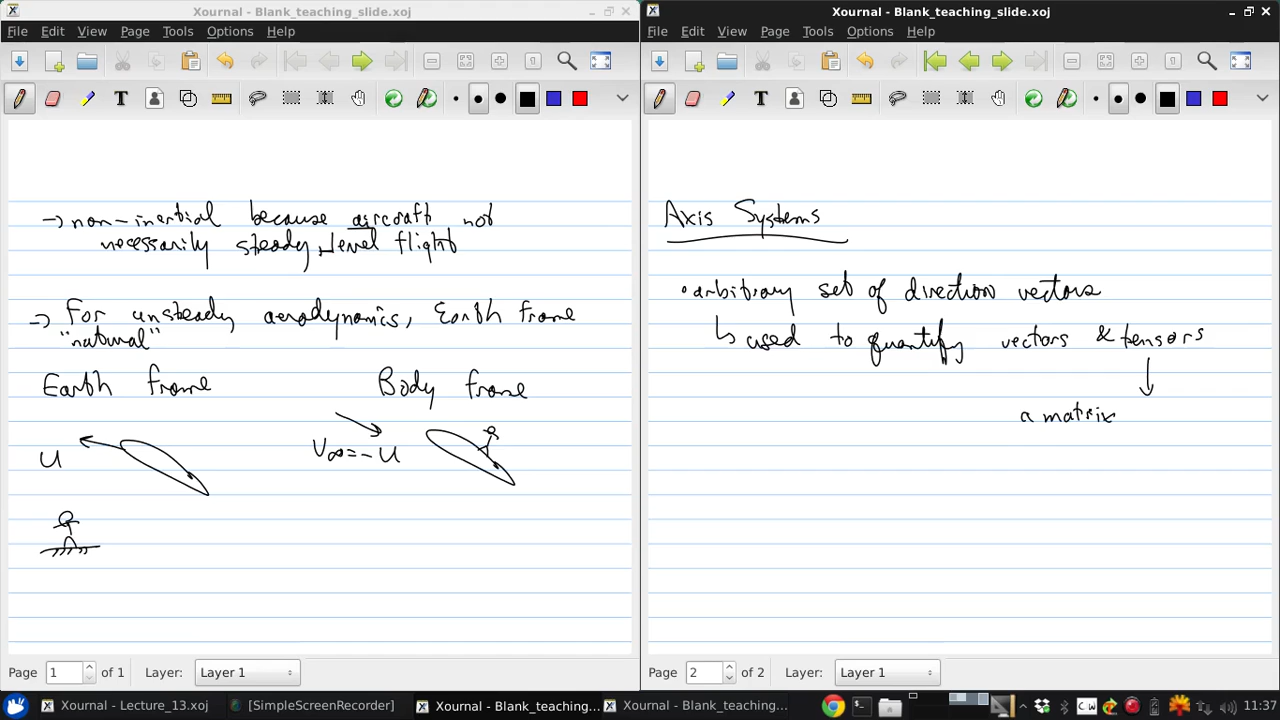 Xournal - Blank_teaching_slide.xoj
File Edit View Page Tools Options Help
→ non-inertial because aircraft not
necessarily steady, level flight
→ For unsteady aerodynamics, Earth frame
"natural"
Earth frame Body frame
U V∞=-U
Page 1 of 1 Layer: Layer 1
Xournal - Blank_teaching_slide.xoj
File Edit View Page Tools Options Help
Axis Systems
• arbitrary set of direction vectors
↳ used to quantify vectors & tensors
↓
a matrix
Page 2 of 2 Layer: Layer 1
Xournal - Lecture_13.xoj [SimpleScreenRecorder] Xournal - Blank_teaching... Xournal - Blank_teaching... 11:37